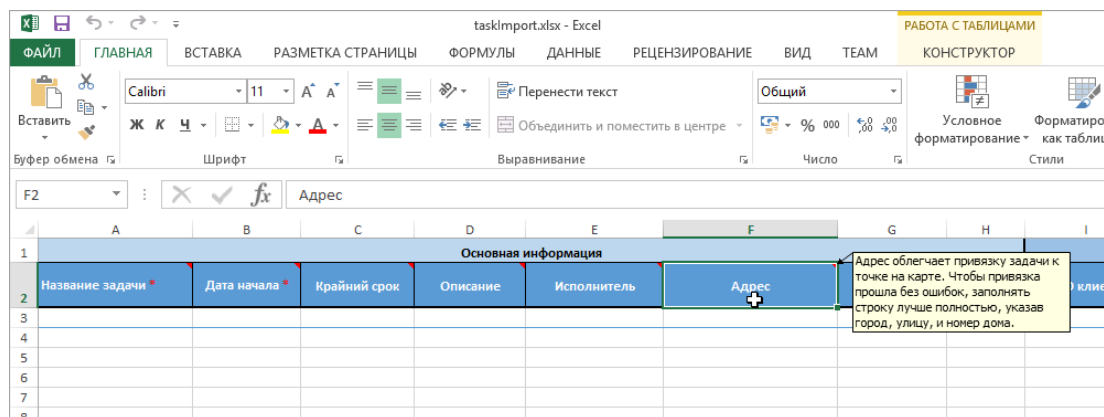 taskImport.xlsx - Excel
РАБОТА С ТАБЛИЦАМИ
ФАЙЛ ГЛАВНАЯ ВСТАВКА РАЗМЕТКА СТРАНИЦЫ ФОРМУЛЫ ДАННЫЕ РЕЦЕНЗИРОВАНИЕ ВИД TEAM КОНСТРУКТОР
Вставить
Calibri 11
Ж К Ч
Перенести текст
Объединить и поместить в центре
Общий
% 000
Условное форматирование
Форматиро
как таблиц
Буфер обмена Шрифт Выравнивание Число Стили
F2 fx Адрес
A B C D E F G H I
1 Основная информация
2 Название задачи * Дата начала * Крайний срок Описание Исполнитель Адрес
Адрес облегчает привязку задачи к
точке на карте. Чтобы привязка
прошла без ошибок, заполнять
строку лучше полностью, указав
город, улицу, и номер дома.
3
4
5
6
7